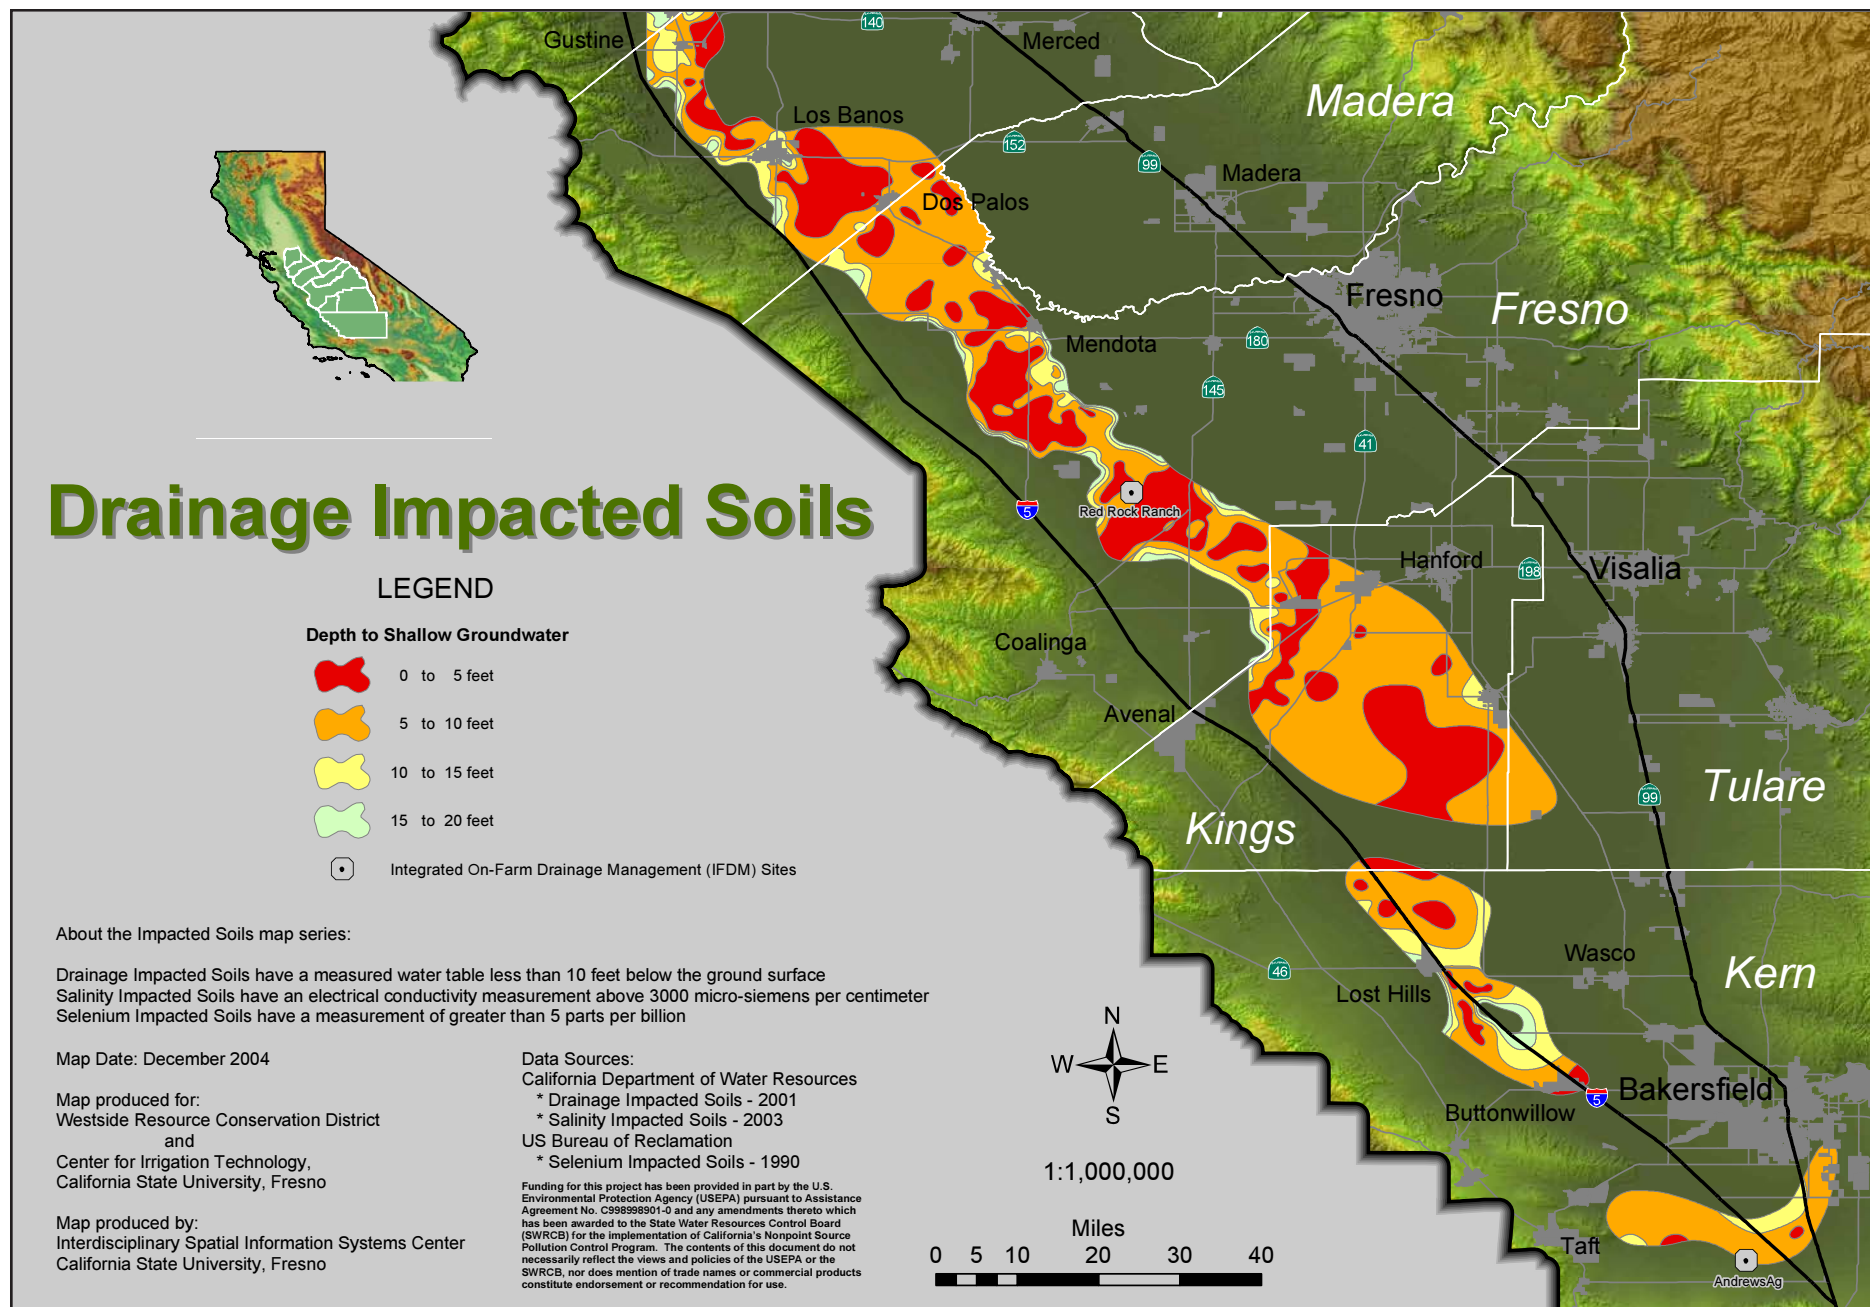 Drainage Impacted Soils
LEGEND
Depth to Shallow Groundwater
0 to 5 feet
5 to 10 feet
10 to 15 feet
15 to 20 feet
Integrated On-Farm Drainage Management (IFDM) Sites
About the Impacted Soils map series:
Drainage Impacted Soils have a measured water table less than 10 feet below the ground surface
Salinity Impacted Soils have an electrical conductivity measurement above 3000 micro-siemens per centimeter
Selenium Impacted Soils have a measurement of greater than 5 parts per billion
Map Date: December 2004
Map produced for:
Westside Resource Conservation District
and
Center for Irrigation Technology,
California State University, Fresno
Map produced by:
Interdisciplinary Spatial Information Systems Center
California State University, Fresno
Data Sources:
California Department of Water Resources
* Drainage Impacted Soils - 2001
* Salinity Impacted Soils - 2003
US Bureau of Reclamation
* Selenium Impacted Soils - 1990
Funding for this project has been provided in part by the U.S.
Environmental Protection Agency (USEPA) pursuant to Assistance
Agreement No. C998998901-0 and any amendments thereto which
has been awarded to the State Water Resources Control Board
(SWRCB) for the implementation of California's Nonpoint Source
Pollution Control Program. The contents of this document do not
necessarily reflect the views and policies of the USEPA or the
SWRCB, nor does mention of trade names or commercial products
constitute endorsement or recommendation for use.
N
W E
S
1:1,000,000
Miles
0 5 10 20 30 40
Gustine
140
Merced
Los Banos
152
99
Madera
Madera
Dos Palos
Fresno
Fresno
Mendota
180
145
41
5
Red Rock Ranch
Hanford
198
Visalia
Coalinga
Avenal
Kings
99
Tulare
46
Lost Hills
Wasco
Kern
5
Bakersfield
Buttonwillow
Taft
AndrewsAg